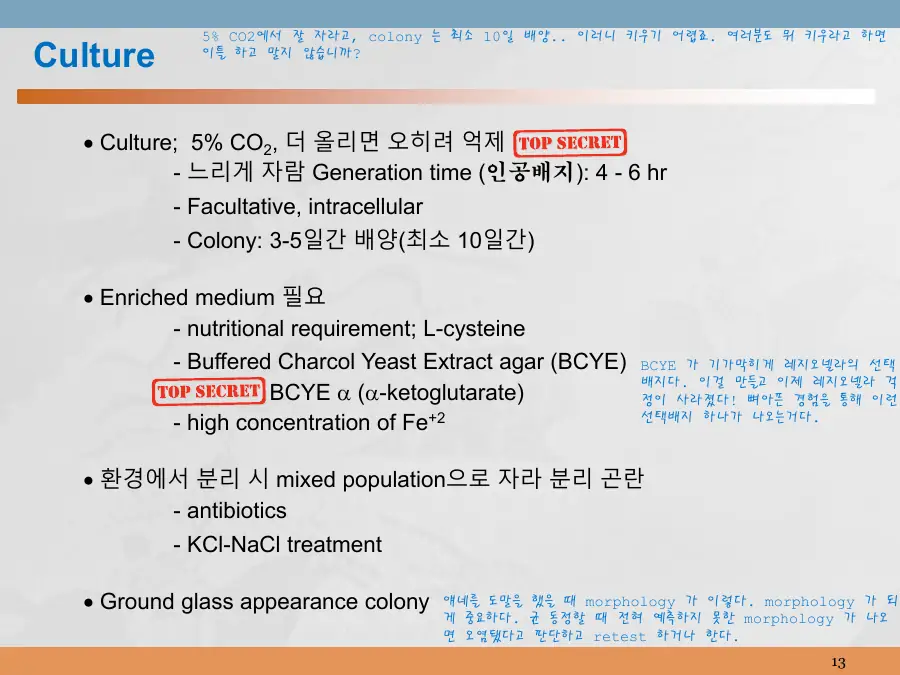 5% CO2에서 잘 자라고, colony 는 최소 10일 배양.. 이러니 키우기 어렵죠. 여러분도 뭐 키우라고 하면
이틀 하고 말지 않습니까?
Culture
• Culture; 5% CO2, 더 올리면 오히려 억제 TOP SECRET
- 느리게 자람 Generation time (인공배지): 4 - 6 hr
- Facultative, intracellular
- Colony: 3-5일간 배양(최소 10일간)
• Enriched medium 필요
- nutritional requirement; L-cysteine
- Buffered Charcol Yeast Extract agar (BCYE)
TOP SECRET BCYE α (α-ketoglutarate)
- high concentration of Fe+2
BCYE 가 기가막히게 레지오넬라의 선택
배지다. 이걸 만들고 이제 레지오넬라 걱
정이 사라졌다! 뼈아픈 경험을 통해 이런
선택배지 하나가 나오는거다.
• 환경에서 분리 시 mixed population으로 자라 분리 곤란
- antibiotics
- KCl-NaCl treatment
• Ground glass appearance colony
얘네를 도말을 했을 때 morphology 가 이렇다. morphology 가 되
게 중요하다. 균 동정할 때 전혀 예측하지 못한 morphology 가 나오
면 오염됐다고 판단하고 retest 하거나 한다.
13